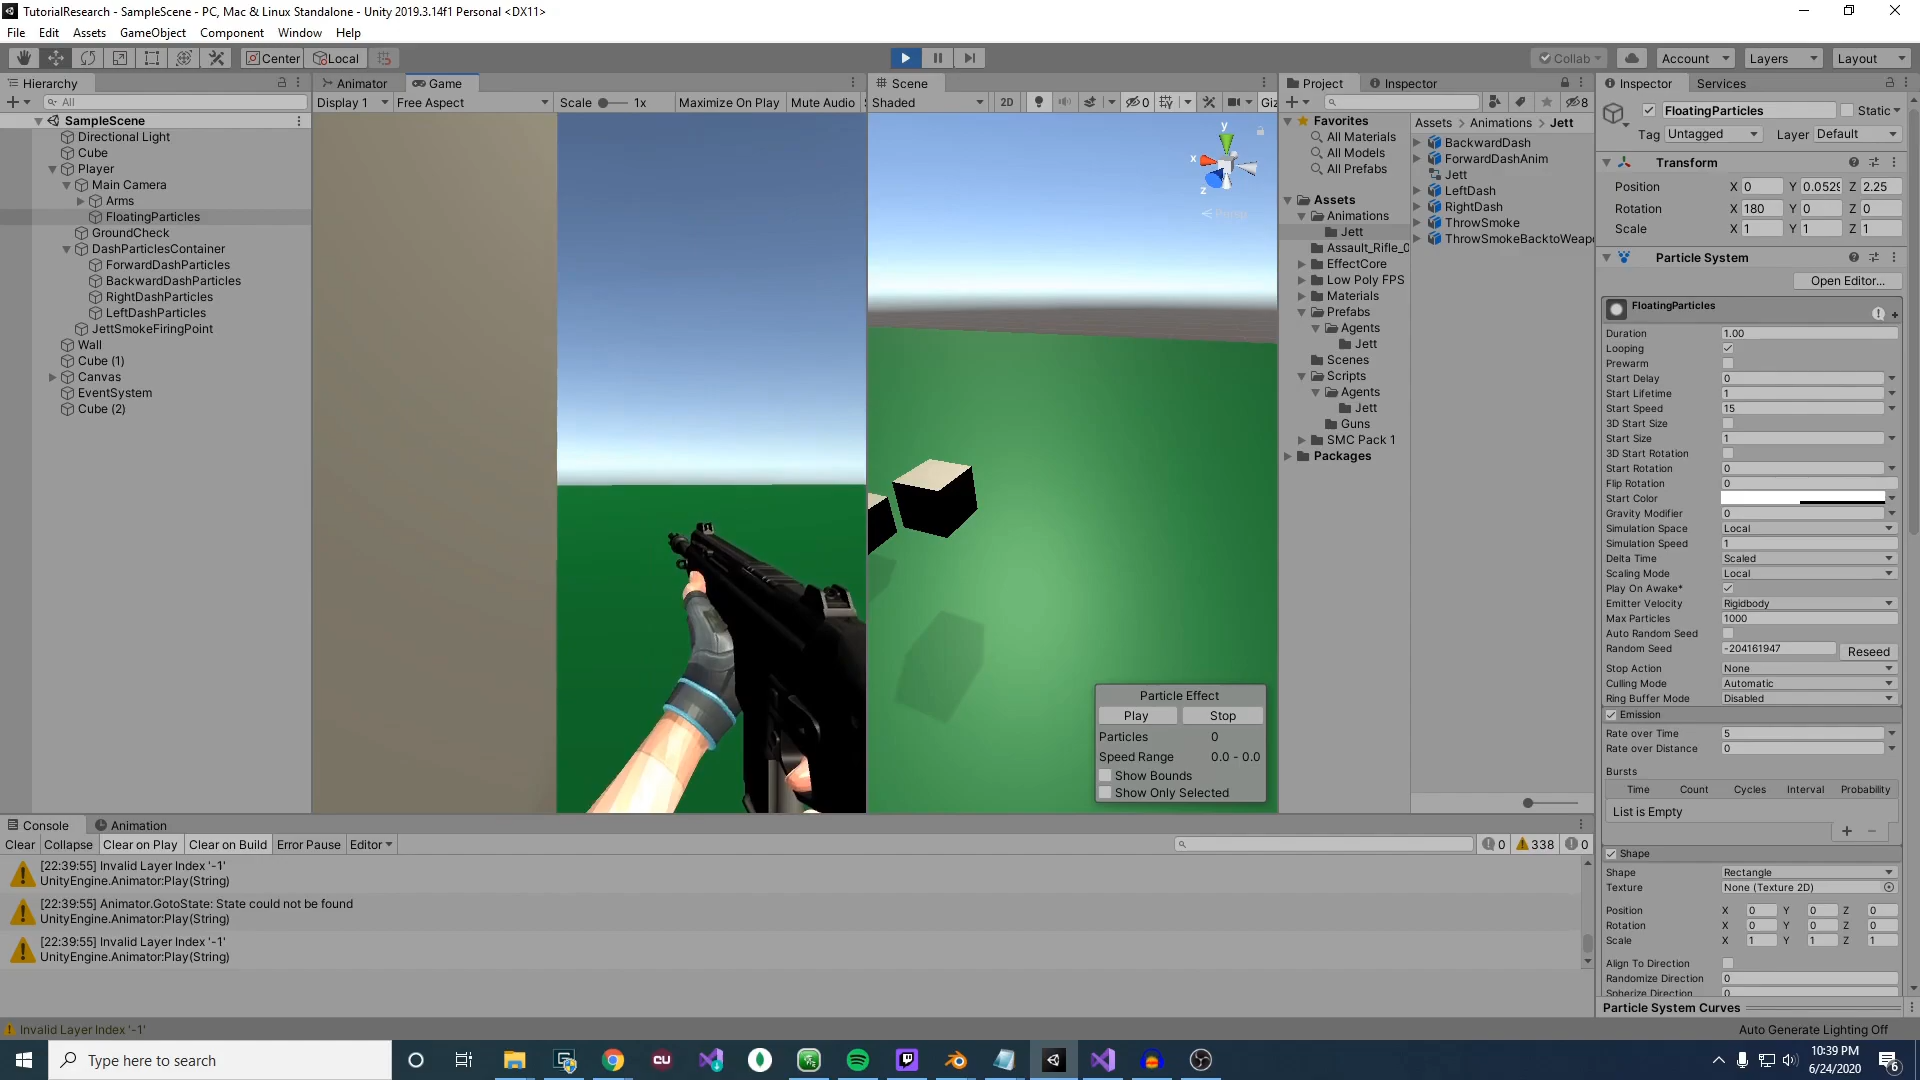 TutorialResearch - SampleScene - PC, Mac & Linux Standalone - Unity 2019.3.14f1 Personal <DX11>
File Edit Assets GameObject Component Window Help
Center Local Collab Account Layers Layout
Hierarchy
All
SampleScene
Directional Light
Cube
Player
Main Camera
Arms
FloatingParticles
GroundCheck
DashParticlesContainer
ForwardDashParticles
BackwardDashParticles
RightDashParticles
LeftDashParticles
JettSmokeFiringPoint
Wall
Cube (1)
Canvas
EventSystem
Cube (2)
Animator Game
Display 1 Free Aspect Scale 1x Maximize On Play Mute Audio
Scene
Shaded 2D 0 Giz
y
x
z
Persp
Particle Effect
Play Stop
Particles 0
Speed Range 0.0 - 0.0
Show Bounds
Show Only Selected
Project Inspector
8
Favorites
All Materials
All Models
All Prefabs
Assets
Animations
Jett
Assault_Rifle_0
EffectCore
Low Poly FPS
Materials
Prefabs
Agents
Jett
Scenes
Scripts
Agents
Jett
Guns
SMC Pack 1
Packages
Assets > Animations > Jett
BackwardDash
ForwardDashAnim
Jett
LeftDash
RightDash
ThrowSmoke
ThrowSmokeBacktoWeapo
Inspector Services
FloatingParticles Static
Tag Untagged Layer Default
Transform
Position X 0 Y 0.0529 Z 2.25
Rotation X 180 Y 0 Z 0
Scale X 1 Y 1 Z 1
Particle System
Open Editor...
FloatingParticles
Duration 1.00
Looping
Prewarm
Start Delay 0
Start Lifetime 1
Start Speed 15
3D Start Size
Start Size 1
3D Start Rotation
Start Rotation 0
Flip Rotation 0
Start Color
Gravity Modifier 0
Simulation Space Local
Simulation Speed 1
Delta Time Scaled
Scaling Mode Local
Play On Awake*
Emitter Velocity Rigidbody
Max Particles 1000
Auto Random Seed
Random Seed -204161947 Reseed
Stop Action None
Culling Mode Automatic
Ring Buffer Mode Disabled
Emission
Rate over Time 5
Rate over Distance 0
Bursts
Time Count Cycles Interval Probability
List is Empty
Shape
Shape Rectangle
Texture None (Texture 2D)
Position X 0 Y 0 Z 0
Rotation X 0 Y 0 Z 0
Scale X 1 Y 1 Z 1
Align To Direction
Randomize Direction 0
Spherize Direction 0
Particle System Curves
Console Animation
Clear Collapse Clear on Play Clear on Build Error Pause Editor 0 338 0
[22:39:55] Invalid Layer Index '-1'
UnityEngine.Animator:Play(String)
[22:39:55] Animator.GotoState: State could not be found
UnityEngine.Animator:Play(String)
[22:39:55] Invalid Layer Index '-1'
UnityEngine.Animator:Play(String)
Invalid Layer Index '-1'
Auto Generate Lighting Off
Type here to search
10:39 PM
6/24/2020
6